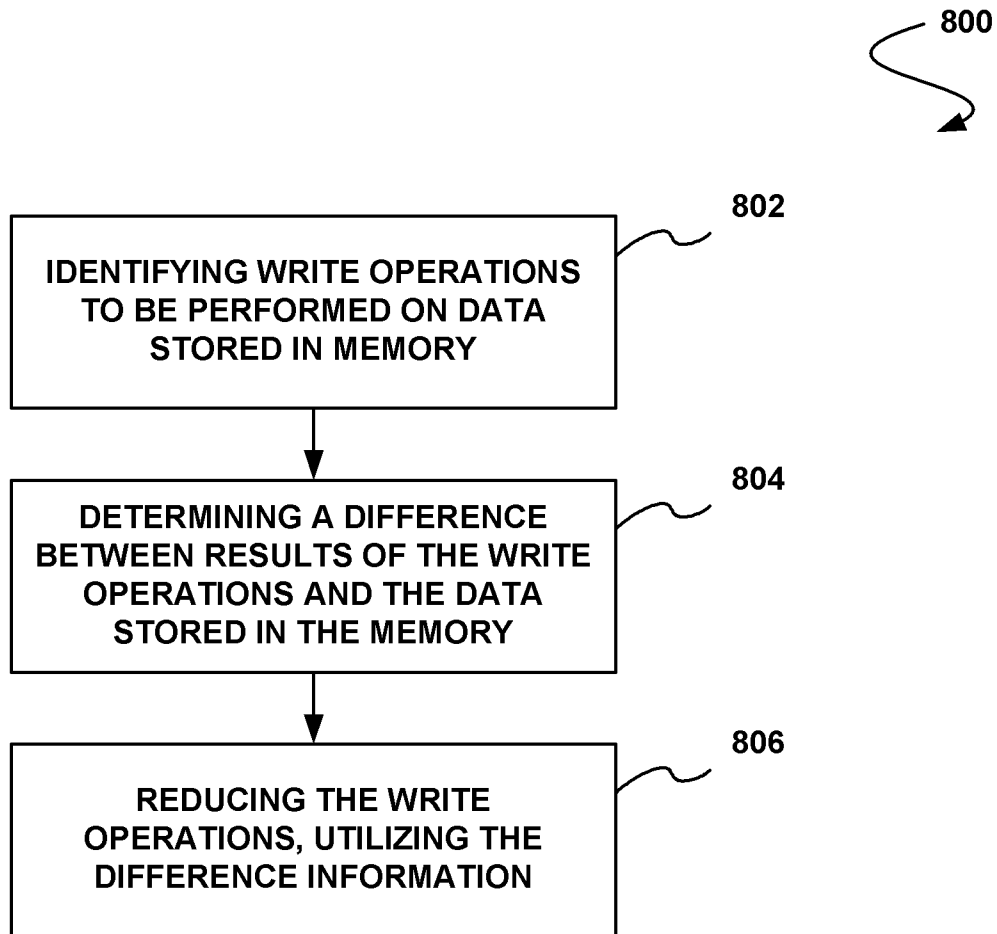 800
802
IDENTIFYING WRITE OPERATIONS
TO BE PERFORMED ON DATA
STORED IN MEMORY
804
DETERMINING A DIFFERENCE
BETWEEN RESULTS OF THE WRITE
OPERATIONS AND THE DATA
STORED IN THE MEMORY
806
REDUCING THE WRITE
OPERATIONS, UTILIZING THE
DIFFERENCE INFORMATION